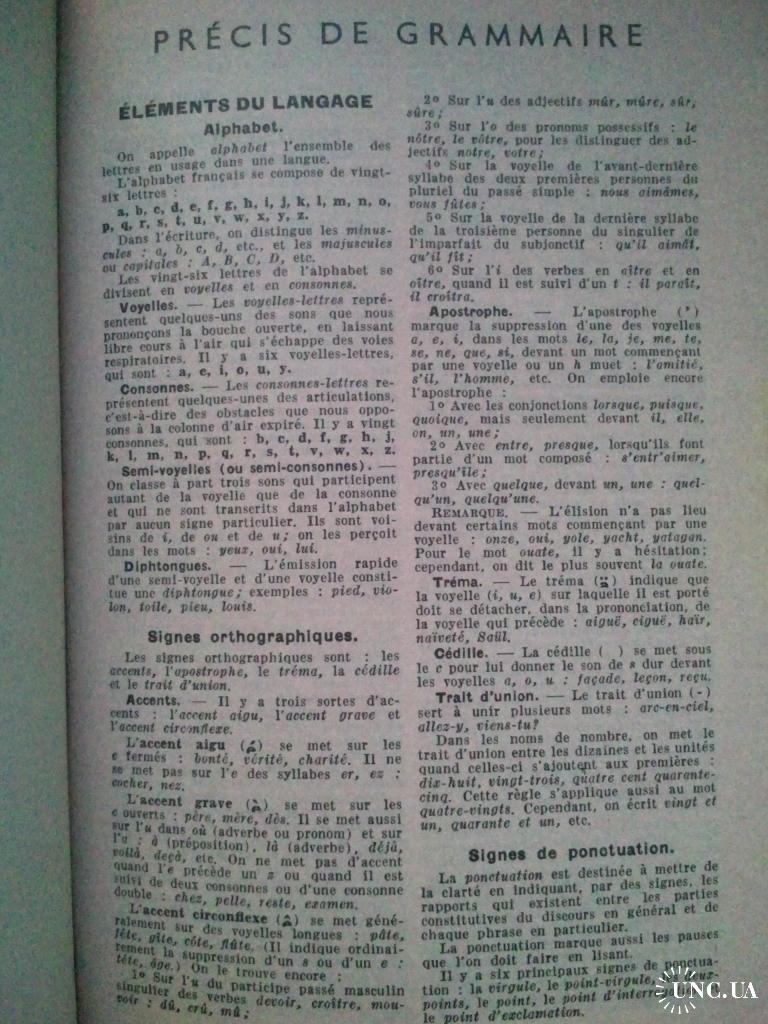 PRÉCIS DE GRAMMAIRE
ÉLÉMENTS DU LANGAGE
Alphabet.
On appelle alphabet l'ensemble des
lettres en usage dans une langue.
L'alphabet français se compose de vingt-
six lettres :
a, b, c, d, e, f, g, h, i, j, k, l, m, n, o,
p, q, r, s, t, u, v, w, x, y, z.
Dans l'écriture, on distingue les minus-
cules : a, b, c, d, etc., et les majuscules
ou capitales : A, B, C, D, etc.
Les vingt-six lettres de l'alphabet se
divisent en voyelles et en consonnes.
Voyelles. — Les voyelles-lettres repré-
sentent quelques-uns des sons que nous
prononçons la bouche ouverte, en laissant
libre cours à l'air qui s'échappe des voies
respiratoires. Il y a six voyelles-lettres,
qui sont : a, e, i, o, u, y.
Consonnes. — Les consonnes-lettres re-
présentent quelques-unes des articulations,
c'est-à-dire des obstacles que nous oppo-
sons à la colonne d'air expiré. Il y a vingt
consonnes, qui sont : b, c, d, f, g, h, j,
k, l, m, n, p, q, r, s, t, v, w, x, z.
Semi-voyelles (ou semi-consonnes). —
On classe à part trois sons qui participent
autant de la voyelle que de la consonne
et qui ne sont transcrits dans l'alphabet
par aucun signe particulier. Ils sont voi-
sins de i, de ou et de u; on les perçoit
dans les mots : yeux, oui, lui.
Diphtongues. — L'émission rapide
d'une semi-voyelle et d'une voyelle consti-
tue une diphtongue; exemples : pied, vio-
lon, toile, pieu, louis.
Signes orthographiques.
Les signes orthographiques sont : les
accents, l'apostrophe, le tréma, la cédille
et le trait d'union.
Accents. — Il y a trois sortes d'ac-
cents : l'accent aigu, l'accent grave et
l'accent circonflexe.
L'accent aigu (´) se met sur les
e fermés : bonté, vérité, charité. Il ne
se met pas sur l'e des syllabes er, ez :
cocher, nez.
L'accent grave (`) se met sur les
e ouverts : père, mère, dès. Il se met aussi
sur l'u dans où (adverbe ou pronom) et sur
l'a : à (préposition), là (adverbe), déjà,
voilà, deçà, etc. On ne met pas d'accent
quand l'e précède un x ou quand il est
suivi de deux consonnes ou d'une consonne
double : chez, pelle, reste, examen.
L'accent circonflexe (^) se met géné-
ralement sur des voyelles longues : pâte,
fête, gîte, côte, flûte. (Il indique ordinai-
rement la suppression d'un s ou d'un e :
tête, âge.) On le trouve encore :
1º Sur l'u du participe passé masculin
singulier des verbes devoir, croître, mou-
voir : dû, crû, mû;
2º Sur l'u des adjectifs mûr, mûre, sûr,
sûre;
3º Sur l'o des pronoms possessifs : le
nôtre, le vôtre, pour les distinguer des ad-
jectifs notre, votre;
4º Sur la voyelle de l'avant-dernière
syllabe des deux premières personnes du
pluriel du passé simple : nous aimâmes,
vous fûtes;
5º Sur la voyelle de la dernière syllabe
de la troisième personne du singulier de
l'imparfait du subjonctif : qu'il aimât,
qu'il fît;
6º Sur l'i des verbes en aître et en
oître, quand il est suivi d'un t : il paraît,
il croîtra.
Apostrophe. — L'apostrophe (')
marque la suppression d'une des voyelles
a, e, i, dans les mots le, la, je, me, te,
se, ne, que, si, devant un mot commençant
par une voyelle ou un h muet : l'amitié,
s'il, l'homme, etc. On emploie encore
l'apostrophe :
1º Avec les conjonctions lorsque, puisque,
quoique, mais seulement devant il, elle,
on, un, une;
2º Avec entre, presque, lorsqu'ils font
partie d'un mot composé : s'entr'aimer,
presqu'île;
3º Avec quelque, devant un, une : quel-
qu'un, quelqu'une.
REMARQUE. — L'élision n'a pas lieu
devant certains mots commençant par une
voyelle : onze, oui, yole, yacht, yatagan.
Pour le mot ouate, il y a hésitation;
cependant, on dit le plus souvent la ouate.
Tréma. — Le tréma (¨) indique que
la voyelle (i, u, e) sur laquelle il est porté
doit se détacher, dans la prononciation, de
la voyelle qui précède : aiguë, ciguë, haïr,
naïveté, Saül.
Cédille. — La cédille ( ) se met sous
le c pour lui donner le son de s dur devant
les voyelles a, o, u : façade, leçon, reçu.
Trait d'union. — Le trait d'union (-)
sert à unir plusieurs mots : arc-en-ciel,
allez-y, viens-tu?
Dans les noms de nombre, on met le
trait d'union entre les dizaines et les unités
quand celles-ci s'ajoutent aux premières :
dix-huit, vingt-trois, quatre cent quarante-
cinq. Cette règle s'applique aussi au mot
quatre-vingts. Cependant, on écrit vingt et
un, quarante et un, etc.
Signes de ponctuation.
La ponctuation est destinée à mettre de
la clarté en indiquant, par des signes, les
rapports qui existent entre les parties
constitutives du discours en général et de
chaque phrase en particulier.
La ponctuation marque aussi les pauses
que l'on doit faire en lisant.
Il y a six principaux signes de ponctua-
tion : la virgule, le point-virgule, les deux-
points, le point, le point d'interrogation,
le point d'exclamation.
UNC.UA